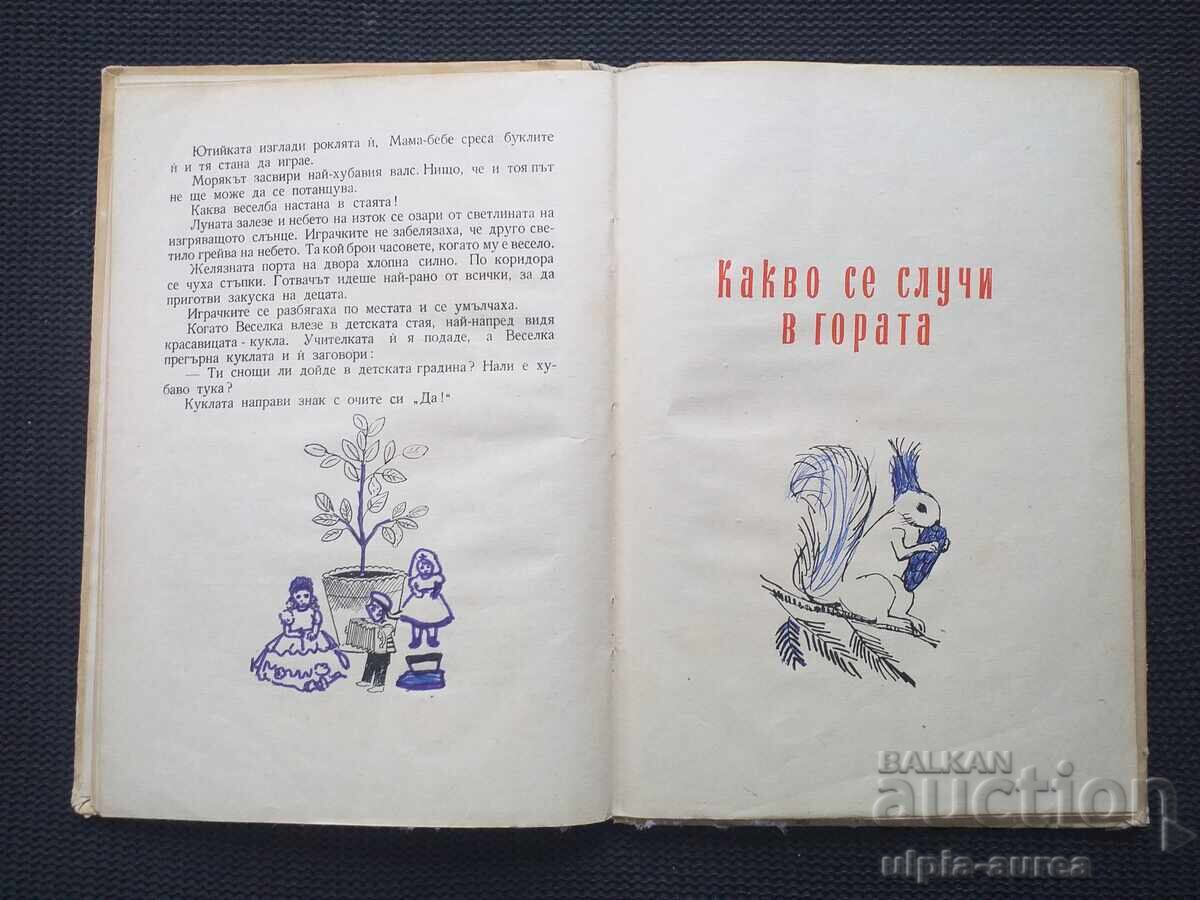 Ютийката изглади роклята ѝ. Мама-бебе среса буклите
ѝ и тя стана да играе.
Морякът засвири най-хубавия валс. Нищо, че и тоя път
не ще може да се потанцува.
Каква веселба настана в стаята!
Луната залезе и небето на изток се озари от светлината на
изгряващото слънце. Играчките не забелязаха, че друго све-
тило грейва на небето. Та кой брои часовете, когато му е весело.
Желязната порта на двора хлопна силно. По коридора
се чуха стъпки. Готвачът идеше най-рано от всички, за да
приготви закуска на децата.
Играчките се разбягаха по местата и се умълчаха.
Когато Веселка влезе в детската стая, най-напред видя
красавицата - кукла. Учителката ѝ я подаде, а Веселка
прегърна куклата и ѝ заговори:
— Ти снощи ли дойде в детската градина? Нали е ху-
баво тука?
Куклата направи знак с очите си „Да!“
Какво се случи
в гората
BALKAN
auction
ulpia-aurea